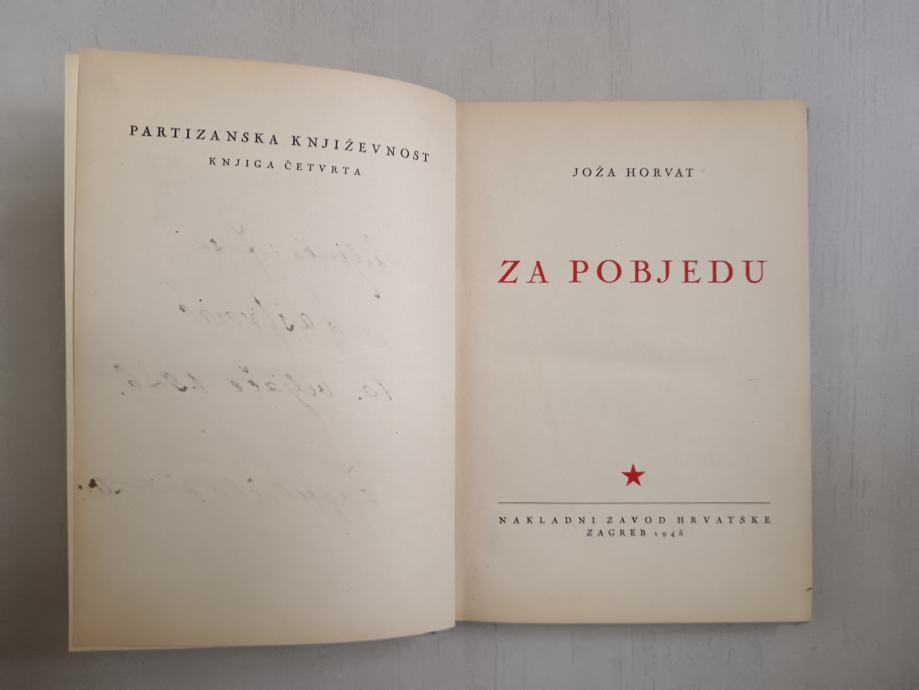 PARTIZANSKA KNJIŽEVNOST
KNJIGA ČETVRTA
JOŽA HORVAT
ZA POBJEDU
NAKLADNI ZAVOD HRVATSKE
ZAGREB 1945